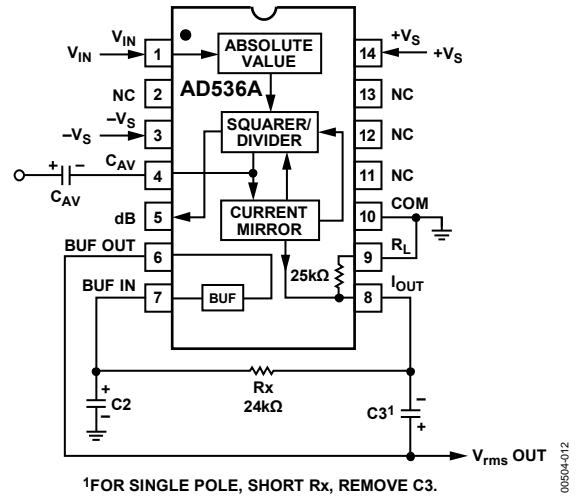 VIN
VIN
1
ABSOLUTE
VALUE
14
+VS
+VS
NC
2
AD536A
13
NC
–VS
–VS
3
SQUARER/
DIVIDER
12
NC
+
–
CAV
CAV
4
11
NC
dB
5
CURRENT
MIRROR
10
COM
BUF OUT
6
25kΩ
9
RL
BUF IN
7
BUF
8
IOUT
+
C2
–
Rx
24kΩ
–
C3¹
+
Vrms OUT
¹FOR SINGLE POLE, SHORT Rx, REMOVE C3.
00504-012